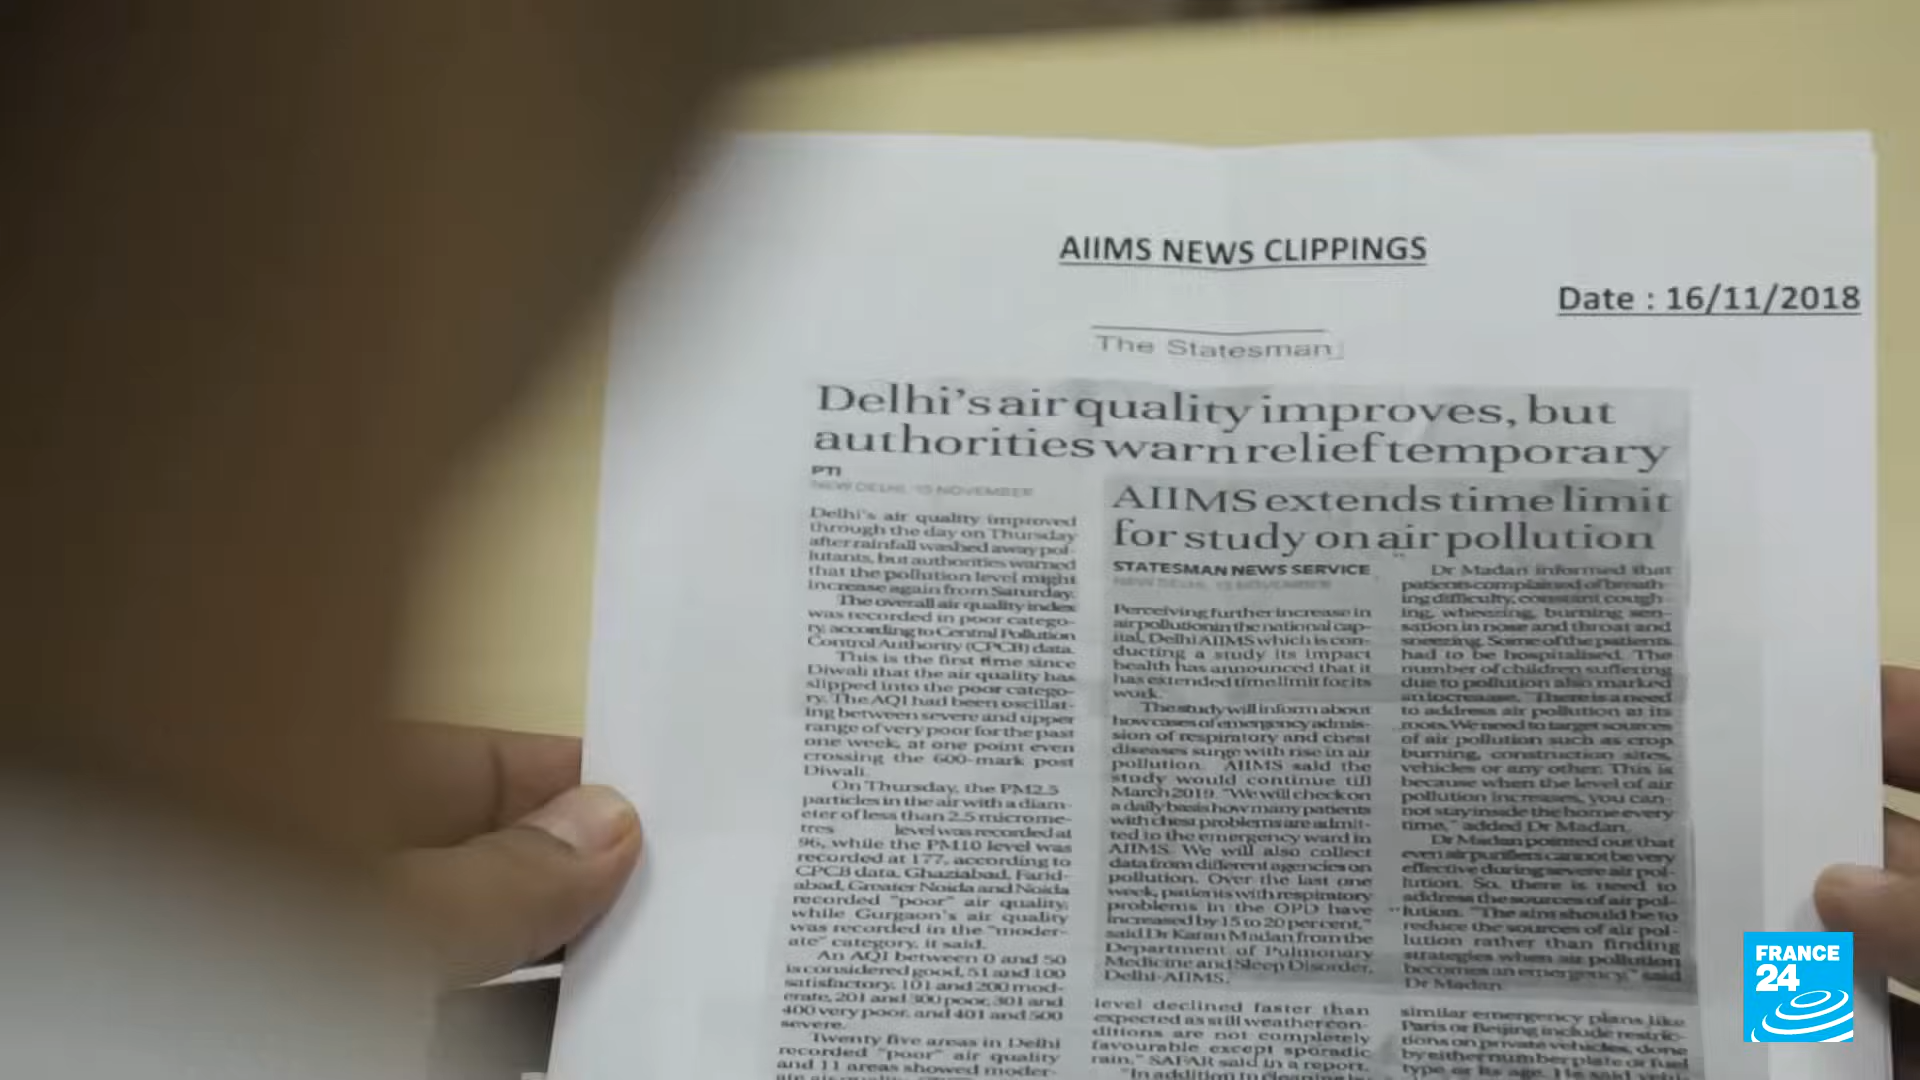 AIIMS NEWS CLIPPINGS
Date : 16/11/2018
The Statesman
Delhi's air quality improves, but
authorities warn relief temporary
PTI
NEW DELHI, 15 NOVEMBER
Delhi's air quality improved
through the day on Thursday
after rainfall washed away pol-
lutants, but authorities warned
that the pollution level might
increase again from Saturday.
The overall air quality index
was recorded in poor catego-
ry, according to Central Pollution
Control Authority (CPCB) data.
This is the first time since
Diwali that the air quality has
slipped into the poor catego-
ry. The AQI had been oscillat-
ing between severe and upper
range of very poor for the past
one week, at one point even
crossing the 600-mark post
Diwali.
On Thursday, the PM2.5
particles in the air with a diam-
eter of less than 2.5 microme-
tres level was recorded at
96, while the PM10 level was
recorded at 177, according to
CPCB data. Ghaziabad, Farid-
abad, Greater Noida and Noida
recorded "poor" air quality,
while Gurgaon's air quality
was recorded in the "moder-
ate" category, it said.
An AQI between 0 and 50
is considered good, 51 and 100
satisfactory, 101 and 200 mod-
erate, 201 and 300 poor, 301 and
400 very poor, and 401 and 500
severe.
Twenty five areas in Delhi
recorded "poor" air quality
and 11 areas showed moder-
AIIMS extends time limit
for study on air pollution
STATESMAN NEWS SERVICE
NEW DELHI, 15 NOVEMBER
Perceiving further increase in
air pollution in the national cap-
ital, Delhi AIIMS which is con-
ducting a study its impact
health has announced that it
has extended time limit for its
work.
The study will inform about
how cases of emergency admis-
sion of respiratory and chest
diseases surge with rise in air
pollution. AIIMS said the
study would continue till
March 2019. "We will check on
a daily basis how many patients
with chest problems are admit-
ted to the emergency ward in
AIIMS. We will also collect
data from different agencies on
pollution. Over the last one
week, patients with respiratory
problems in the OPD have
increased by 15 to 20 per cent,"
said Dr Karan Madan from the
Department of Pulmonary
Medicine and Sleep Disorder,
Delhi-AIIMS.
Dr Madan informed that
patients complained of breath-
ing difficulty, constant cough-
ing, wheezing, burning sen-
sation in nose and throat and
sneezing. Some of the patients
had to be hospitalised. The
number of children suffering
due to pollution also marked
an increase. "There is a need
to address air pollution at its
roots. We need to target sources
of air pollution such as crop
burning, construction sites,
vehicles or any other. This is
because when the level of air
pollution increases, you can-
not stay inside the home every
time," added Dr Madan.
Dr Madan pointed out that
even air purifiers cannot be very
effective during severe air pol-
lution. So, there is need to
address the sources of air pol-
lution. "The aim should be to
reduce the sources of air pol-
lution rather than finding
strategies when air pollution
becomes an emergency," said
Dr Madan.
level declined faster than
expected as still weather con-
ditions are not completely
favourable except sporadic
rain," SAFAR said in a report.
"In addition to
similar emergency plans like
Paris or Beijing include restric-
tions on private vehicles, done
by either number plate or fuel
type or its age. He said
FRANCE
24